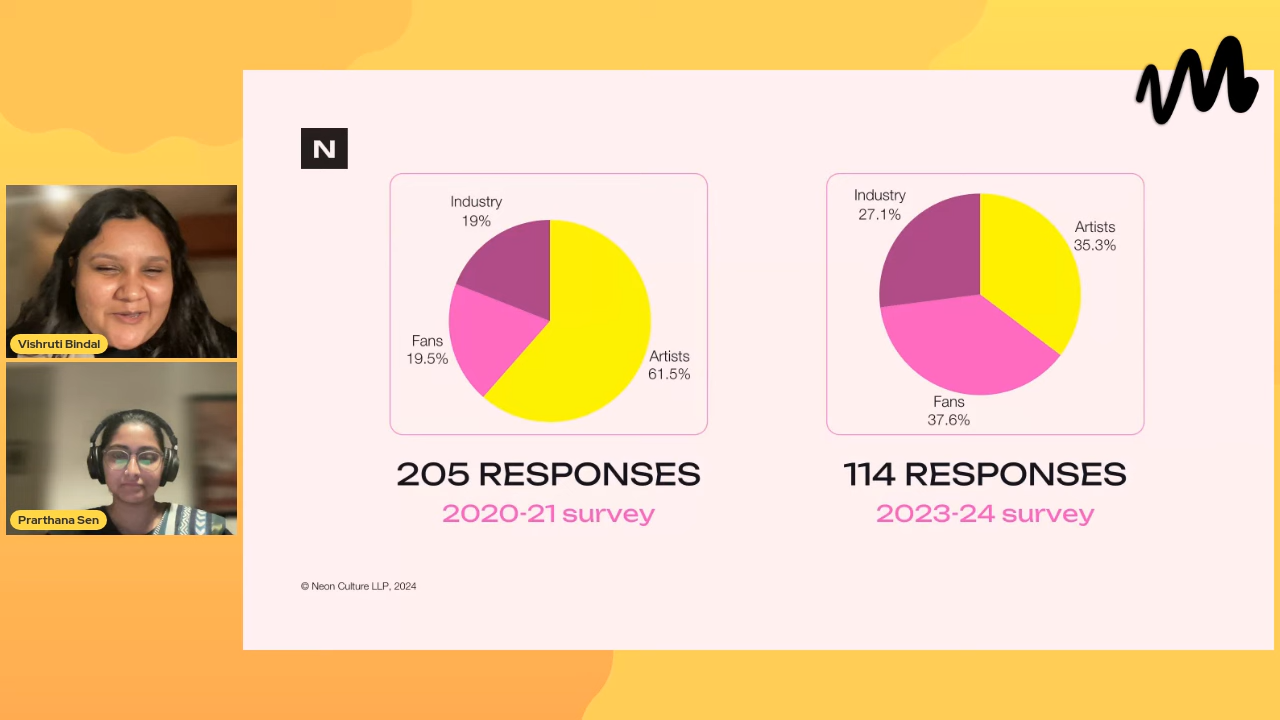 Vishruti Bindal
Prarthana Sen
N
Industry
19%
Fans
19.5%
Artists
61.5%
205 RESPONSES
2020-21 survey
Industry
27.1%
Artists
35.3%
Fans
37.6%
114 RESPONSES
2023-24 survey
© Neon Culture LLP, 2024